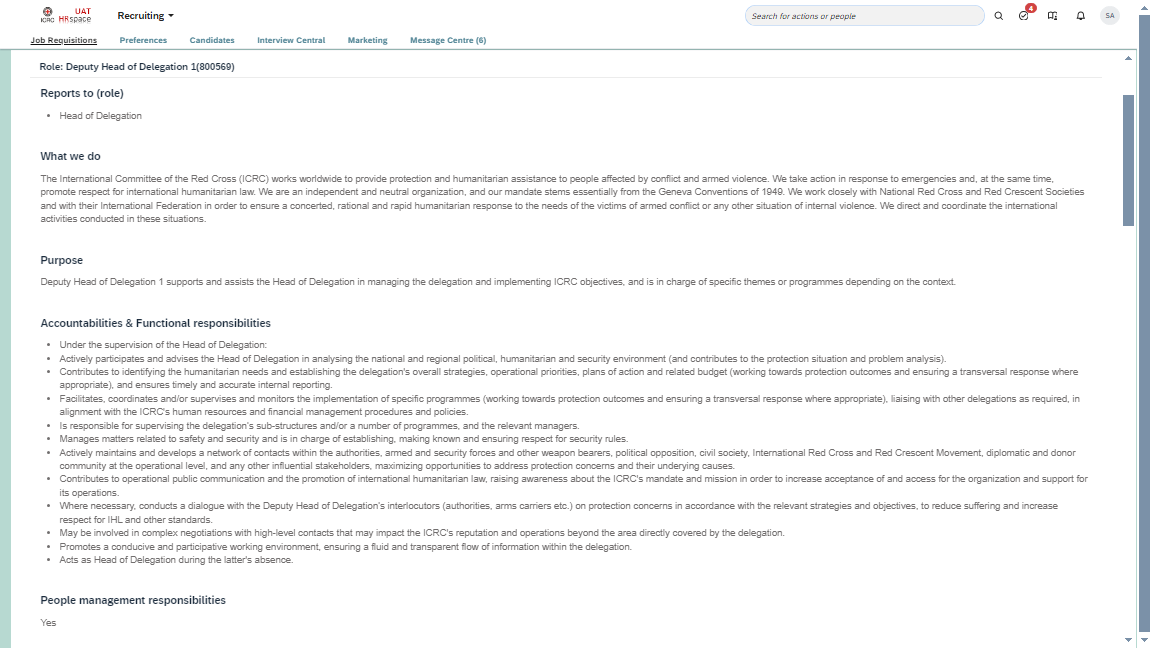 ICRC
UAT
HRspace
Recruiting
Search for actions or people
4
SA
Job Requisitions
Preferences
Candidates
Interview Central
Marketing
Message Centre (6)
Role: Deputy Head of Delegation 1(800569)
Reports to (role)
• Head of Delegation
What we do
The International Committee of the Red Cross (ICRC) works worldwide to provide protection and humanitarian assistance to people affected by conflict and armed violence. We take action in response to emergencies and, at the same time,
promote respect for international humanitarian law. We are an independent and neutral organization, and our mandate stems essentially from the Geneva Conventions of 1949. We work closely with National Red Cross and Red Crescent Societies
and with their International Federation in order to ensure a concerted, rational and rapid humanitarian response to the needs of the victims of armed conflict or any other situation of internal violence. We direct and coordinate the international
activities conducted in these situations.
Purpose
Deputy Head of Delegation 1 supports and assists the Head of Delegation in managing the delegation and implementing ICRC objectives, and is in charge of specific themes or programmes depending on the context.
Accountabilities & Functional responsibilities
• Under the supervision of the Head of Delegation:
• Actively participates and advises the Head of Delegation in analysing the national and regional political, humanitarian and security environment (and contributes to the protection situation and problem analysis).
• Contributes to identifying the humanitarian needs and establishing the delegation's overall strategies, operational priorities, plans of action and related budget (working towards protection outcomes and ensuring a transversal response where
appropriate), and ensures timely and accurate internal reporting.
• Facilitates, coordinates and/or supervises and monitors the implementation of specific programmes (working towards protection outcomes and ensuring a transversal response where appropriate), liaising with other delegations as required, in
alignment with the ICRC's human resources and financial management procedures and policies.
• Is responsible for supervising the delegation's sub-structures and/or a number of programmes, and the relevant managers.
• Manages matters related to safety and security and is in charge of establishing, making known and ensuring respect for security rules.
• Actively maintains and develops a network of contacts within the authorities, armed and security forces and other weapon bearers, political opposition, civil society, International Red Cross and Red Crescent Movement, diplomatic and donor
community at the operational level, and any other influential stakeholders, maximizing opportunities to address protection concerns and their underlying causes.
• Contributes to operational public communication and the promotion of international humanitarian law, raising awareness about the ICRC's mandate and mission in order to increase acceptance of and access for the organization and support for
its operations.
• Where necessary, conducts a dialogue with the Deputy Head of Delegation's interlocutors (authorities, arms carriers etc.) on protection concerns in accordance with the relevant strategies and objectives, to reduce suffering and increase
respect for IHL and other standards.
• May be involved in complex negotiations with high-level contacts that may impact the ICRC's reputation and operations beyond the area directly covered by the delegation.
• Promotes a conducive and participative working environment, ensuring a fluid and transparent flow of information within the delegation.
• Acts as Head of Delegation during the latter's absence.
People management responsibilities
Yes